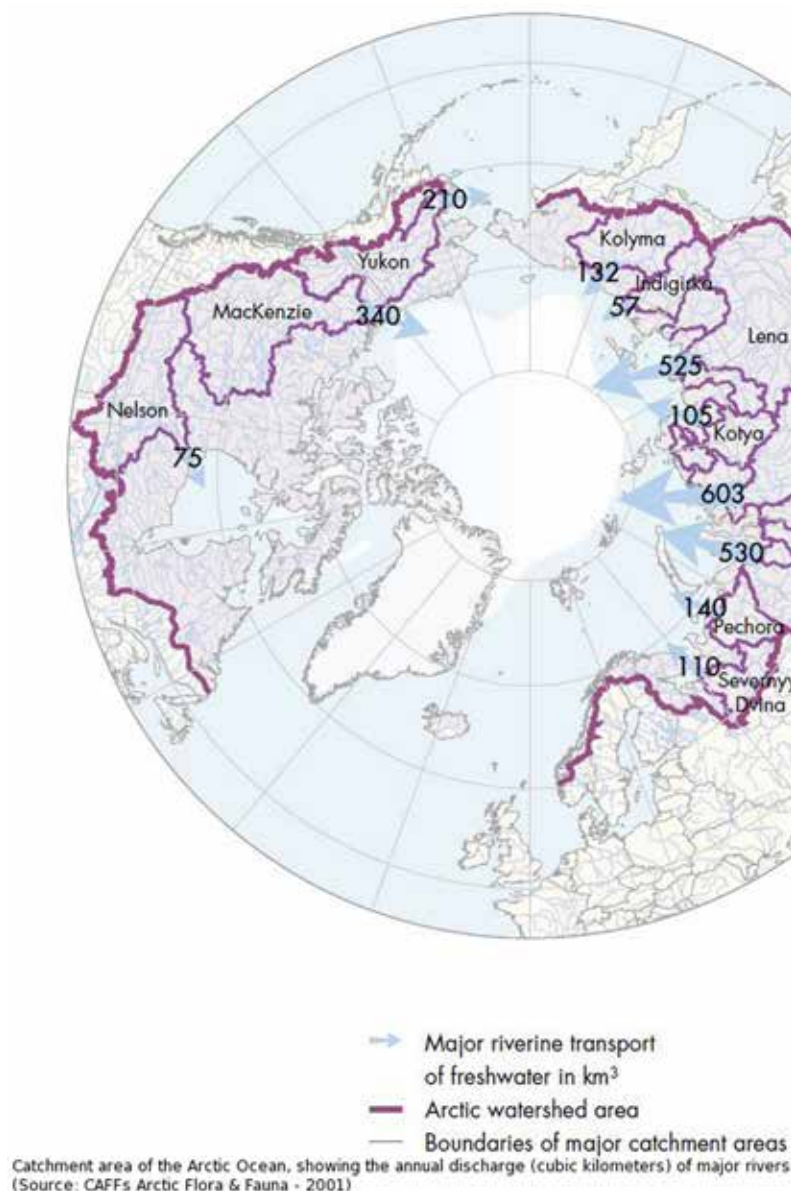 210
Kolyma
Yukon
132
Indigirka
MacKenzie
57
340
Lena
525
Nelson
105
Kotya
75
603
530
140
Pechora
110
Severnyy
Dvina
Major riverine transport
of freshwater in km³
Arctic watershed area
Boundaries of major catchment areas
Catchment area of the Arctic Ocean, showing the annual discharge (cubic kilometers) of major rivers
(Source: CAFFs Arctic Flora & Fauna - 2001)